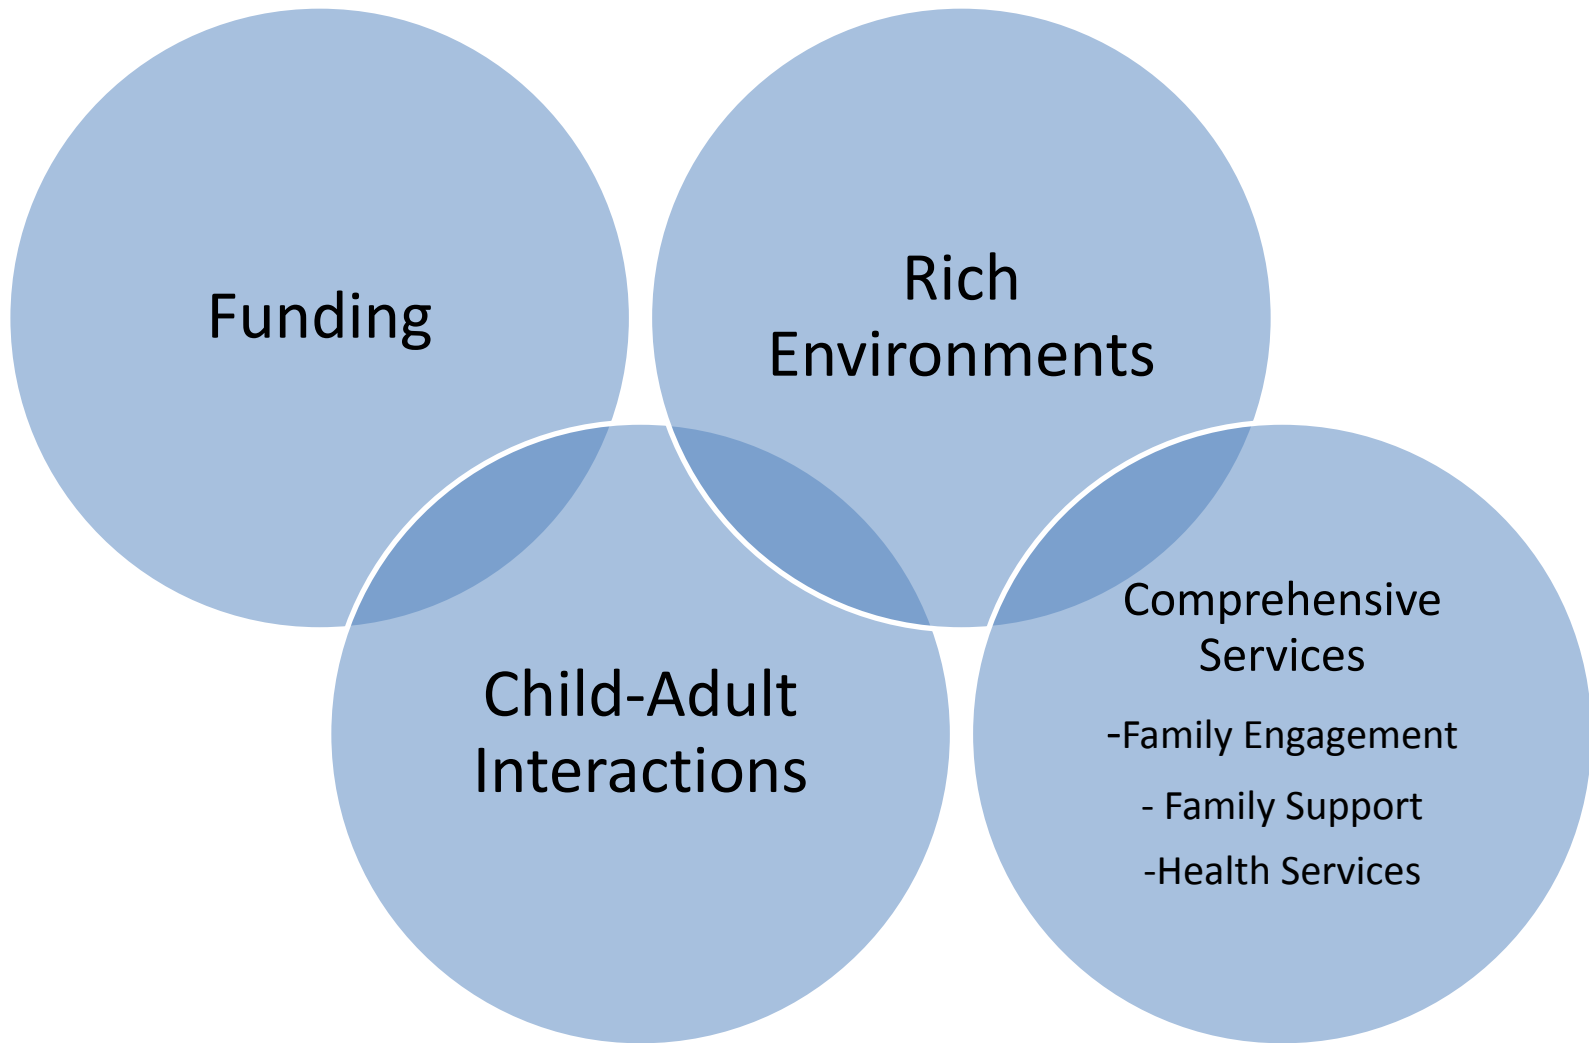 Funding
Rich
Environments
Child-Adult
Interactions
Comprehensive
Services
-Family Engagement
- Family Support
-Health Services